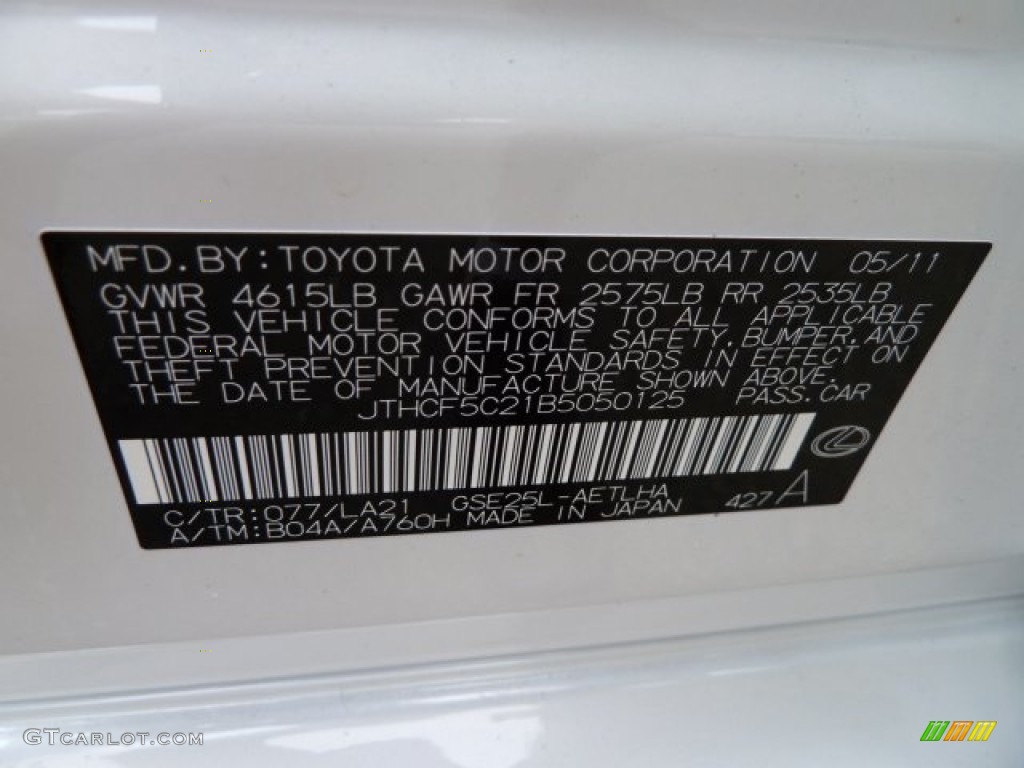 MFD. BY: TOYOTA MOTOR CORPORATION 05/11
GVWR 4615LB GAWR FR 2575LB RR 2535LB
THIS VEHICLE CONFORMS TO ALL APPLICABLE
FEDERAL MOTOR VEHICLE SAFETY, BUMPER, AND
THEFT PREVENTION STANDARDS IN EFFECT ON
THE DATE OF MANUFACTURE SHOWN ABOVE.
JTHCF5C21B5050125 PASS. CAR
C/TR: 077/LA21 GSE25L-AETLHA 427 A
A/TM: B04A/A760H MADE IN JAPAN
GTCARLOT.COM